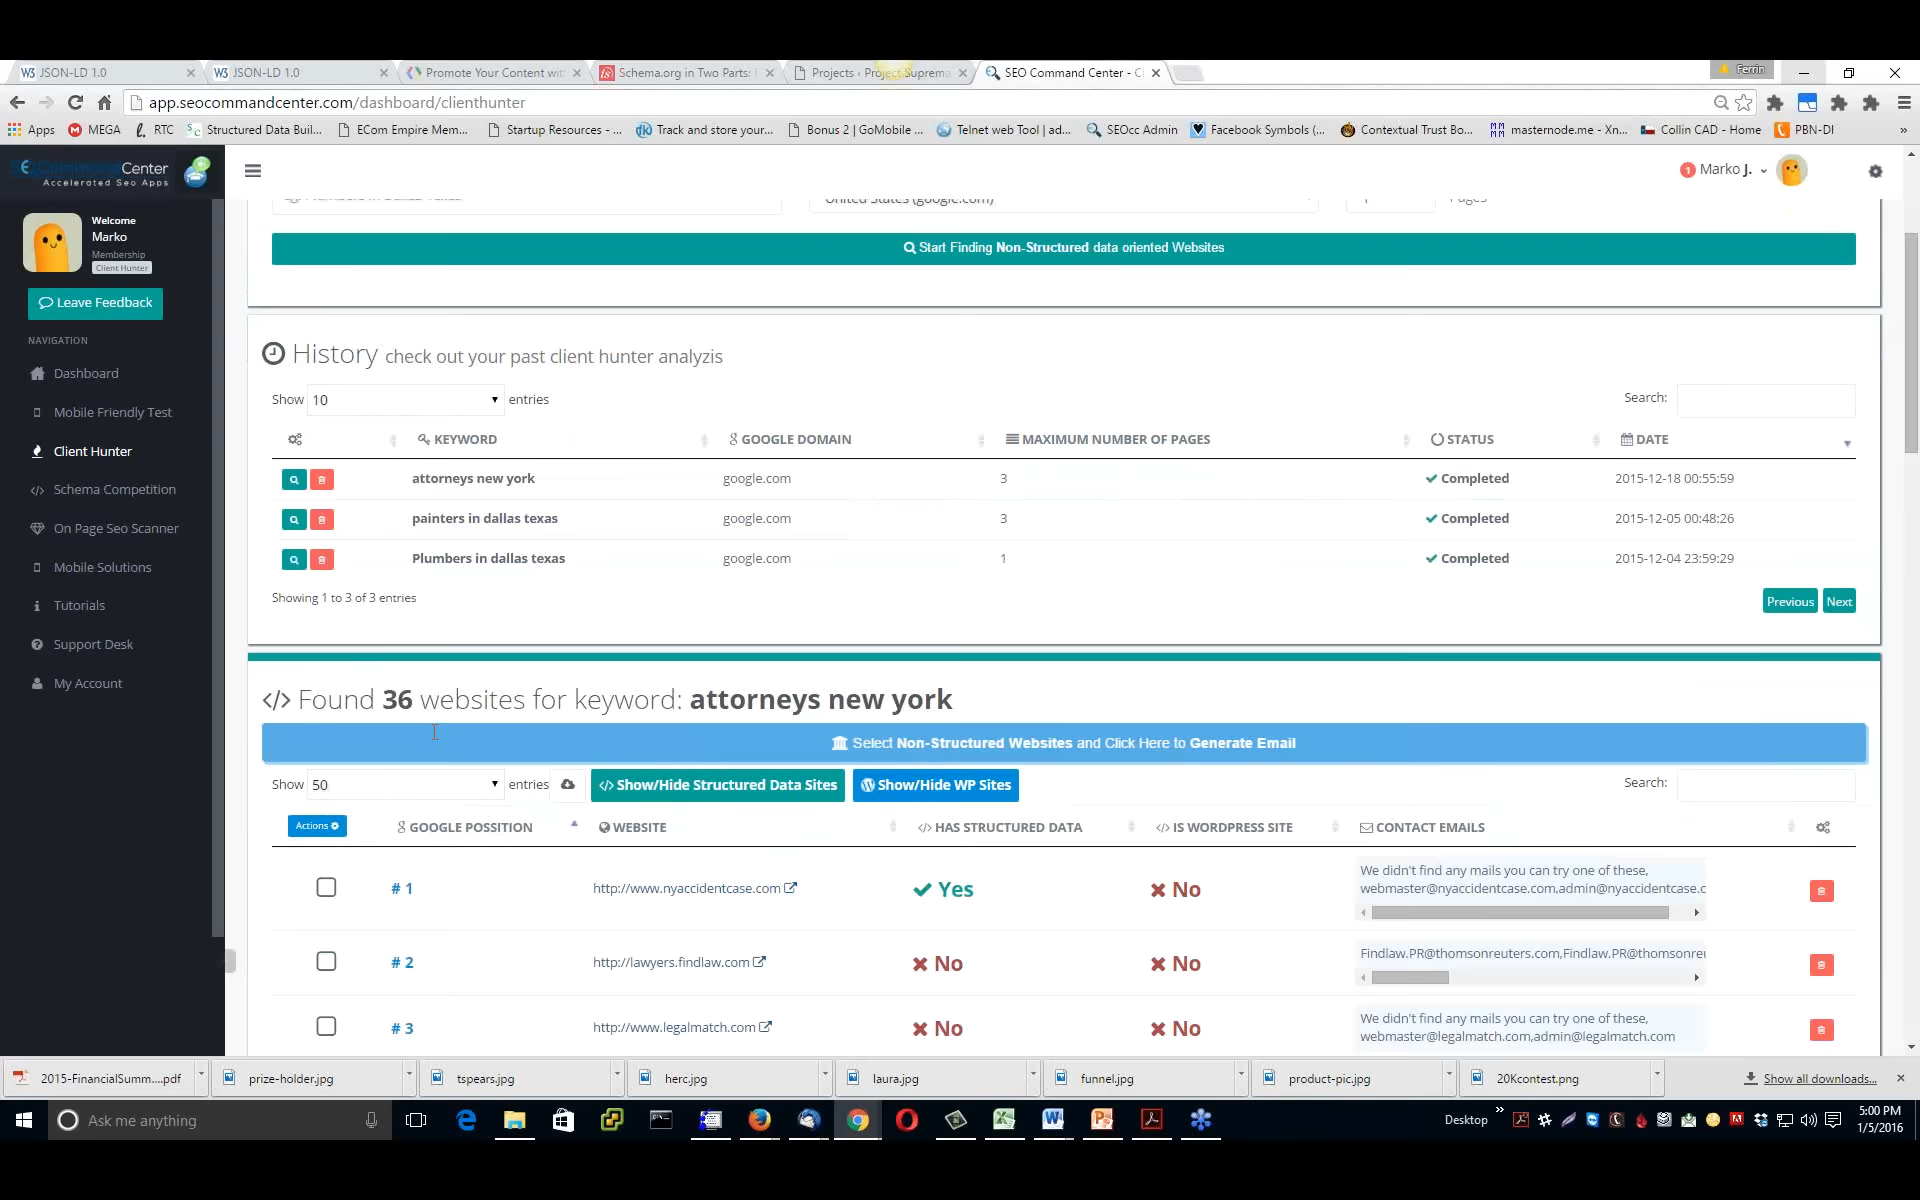 JSON-LD 1.0
JSON-LD 1.0
Promote Your Content wit
Schema.org in Two Parts:
Projects ‹ Project Suprema
SEO Command Center - Cl
Ferrin
app.seocommandcenter.com/dashboard/clienthunter
Apps
MEGA
RTC
Structured Data Buil...
ECom Empire Mem...
Startup Resources - ...
Track and store your...
Bonus 2 | GoMobile ...
Telnet web Tool | ad...
SEOcc Admin
Facebook Symbols (...
Contextual Trust Bo...
masternode.me - Xn...
Collin CAD - Home
PBN-DI
»
Center
Accelerated Seo Apps
1 Marko J.
Welcome
Marko
Membership
Client Hunter
Leave Feedback
NAVIGATION
Dashboard
Mobile Friendly Test
Client Hunter
Schema Competition
On Page Seo Scanner
Mobile Solutions
Tutorials
Support Desk
My Account
United States (google.com)
Pages
Start Finding Non-Structured data oriented Websites
History check out your past client hunter analyzis
Show 10 entries
Search:
KEYWORD GOOGLE DOMAIN MAXIMUM NUMBER OF PAGES STATUS DATE
attorneys new york google.com 3 Completed 2015-12-18 00:55:59
painters in dallas texas google.com 3 Completed 2015-12-05 00:48:26
Plumbers in dallas texas google.com 1 Completed 2015-12-04 23:59:29
Showing 1 to 3 of 3 entries
Previous Next
</> Found 36 websites for keyword: attorneys new york
Select Non-Structured Websites and Click Here to Generate Email
Show 50 entries </> Show/Hide Structured Data Sites Show/Hide WP Sites
Search:
Actions GOOGLE POSSITION WEBSITE </> HAS STRUCTURED DATA </> IS WORDPRESS SITE CONTACT EMAILS
We didn't find any mails you can try one of these,
# 1 http://www.nyaccidentcase.com Yes No webmaster@nyaccidentcase.com,admin@nyaccidentcase.c
# 2 http://lawyers.findlaw.com No No Findlaw.PR@thomsonreuters.com,Findlaw.PR@thomsonreu
We didn't find any mails you can try one of these,
# 3 http://www.legalmatch.com No No webmaster@legalmatch.com,admin@legalmatch.com
2015-FinancialSumm....pdf
prize-holder.jpg
tspears.jpg
herc.jpg
laura.jpg
funnel.jpg
product-pic.jpg
20Kcontest.png
Show all downloads...
Ask me anything
Desktop
»
5:00 PM
1/5/2016